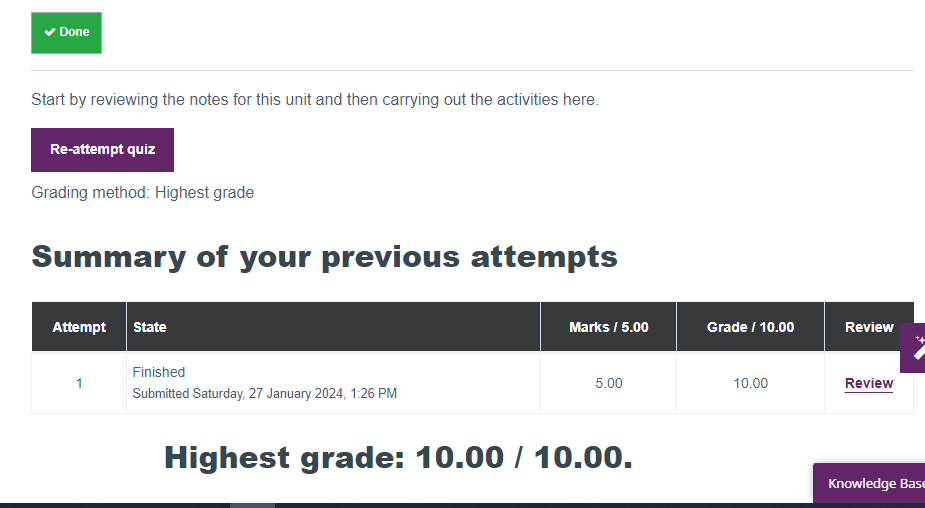 Done
Start by reviewing the notes for this unit and then carrying out the activities here.
Re-attempt quiz
Grading method: Highest grade
Summary of your previous attempts
Attempt State Marks / 5.00 Grade / 10.00 Review
1 Finished 5.00 10.00 Review
Submitted Saturday, 27 January 2024, 1:26 PM
Highest grade: 10.00 / 10.00.
Knowledge Base